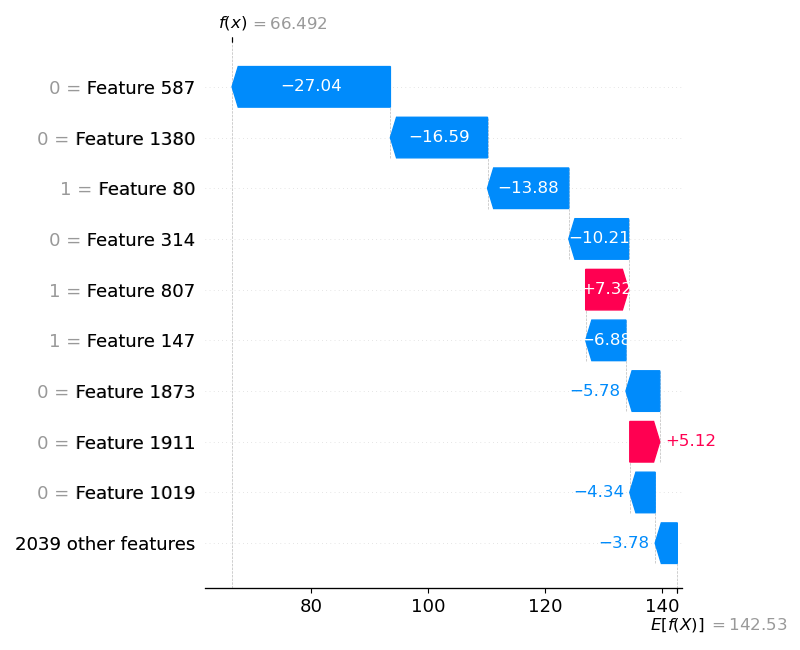 f(x) = 66.492
0 = Feature 587 −27.04
0 = Feature 1380 −16.59
1 = Feature 80 −13.88
0 = Feature 314 −10.21
1 = Feature 807 +7.32
1 = Feature 147 −6.88
0 = Feature 1873 −5.78
0 = Feature 1911 +5.12
0 = Feature 1019 −4.34
2039 other features −3.78
80 100 120 140
E[f(X)] = 142.53